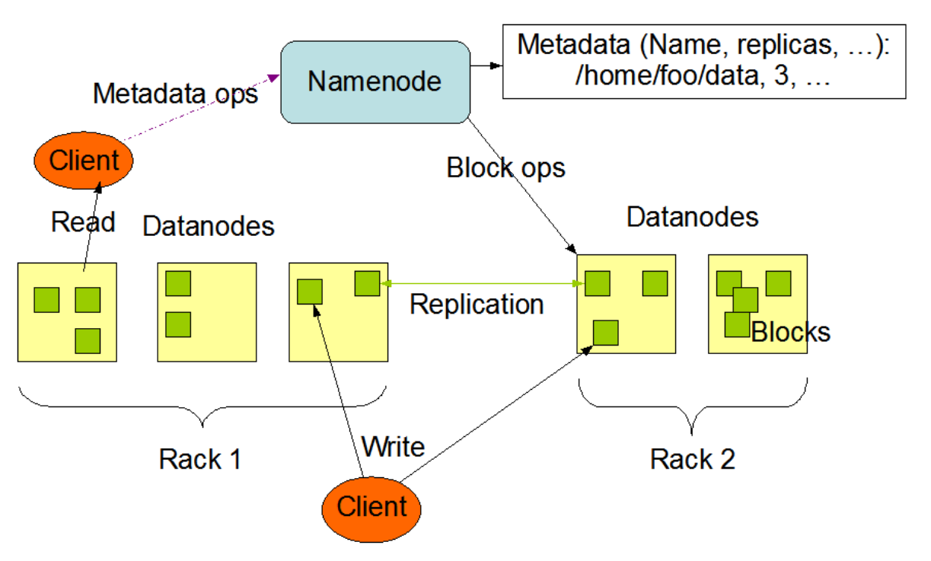 Metadata (Name, replicas, …):
/home/foo/data, 3, …
Namenode
Metadata ops
Client
Block ops
Read
Datanodes
Datanodes
Replication
Blocks
Rack 1
Write
Rack 2
Client